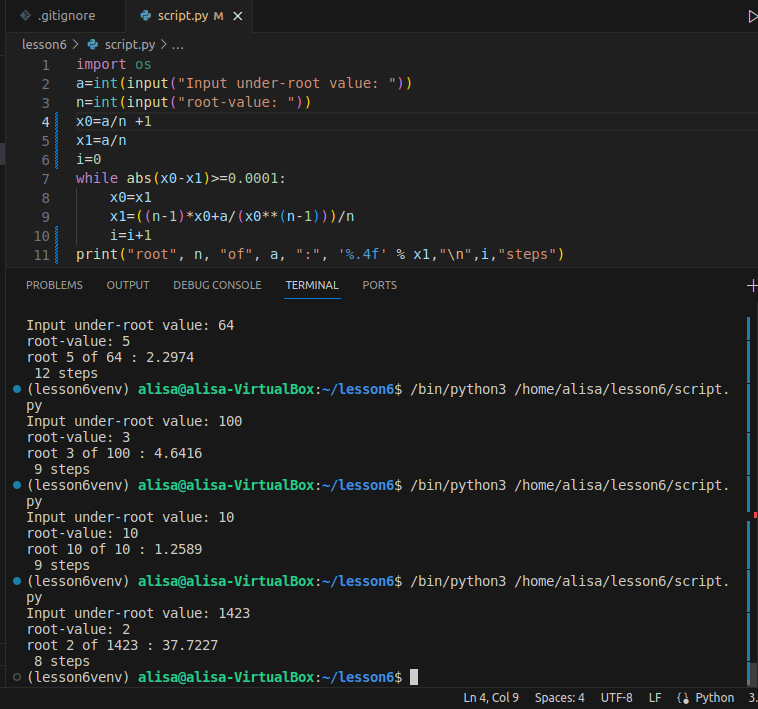 .gitignore script.py M
lesson6 > script.py > ...
1 import os
2 a=int(input("Input under-root value: "))
3 n=int(input("root-value: "))
4 x0=a/n +1
5 x1=a/n
6 i=0
7 while abs(x0-x1)>=0.0001:
8 x0=x1
9 x1=((n-1)*x0+a/(x0**(n-1)))/n
10 i=i+1
11 print("root", n, "of", a, ":", '%.4f' % x1,"\n",i,"steps")
PROBLEMS OUTPUT DEBUG CONSOLE TERMINAL PORTS
Input under-root value: 64
root-value: 5
root 5 of 64 : 2.2974
12 steps
(lesson6venv) alisa@alisa-VirtualBox:~/lesson6$ /bin/python3 /home/alisa/lesson6/script.
py
Input under-root value: 100
root-value: 3
root 3 of 100 : 4.6416
9 steps
(lesson6venv) alisa@alisa-VirtualBox:~/lesson6$ /bin/python3 /home/alisa/lesson6/script.
py
Input under-root value: 10
root-value: 10
root 10 of 10 : 1.2589
9 steps
(lesson6venv) alisa@alisa-VirtualBox:~/lesson6$ /bin/python3 /home/alisa/lesson6/script.
py
Input under-root value: 1423
root-value: 2
root 2 of 1423 : 37.7227
8 steps
(lesson6venv) alisa@alisa-VirtualBox:~/lesson6$
Ln 4, Col 9 Spaces: 4 UTF-8 LF Python 3.